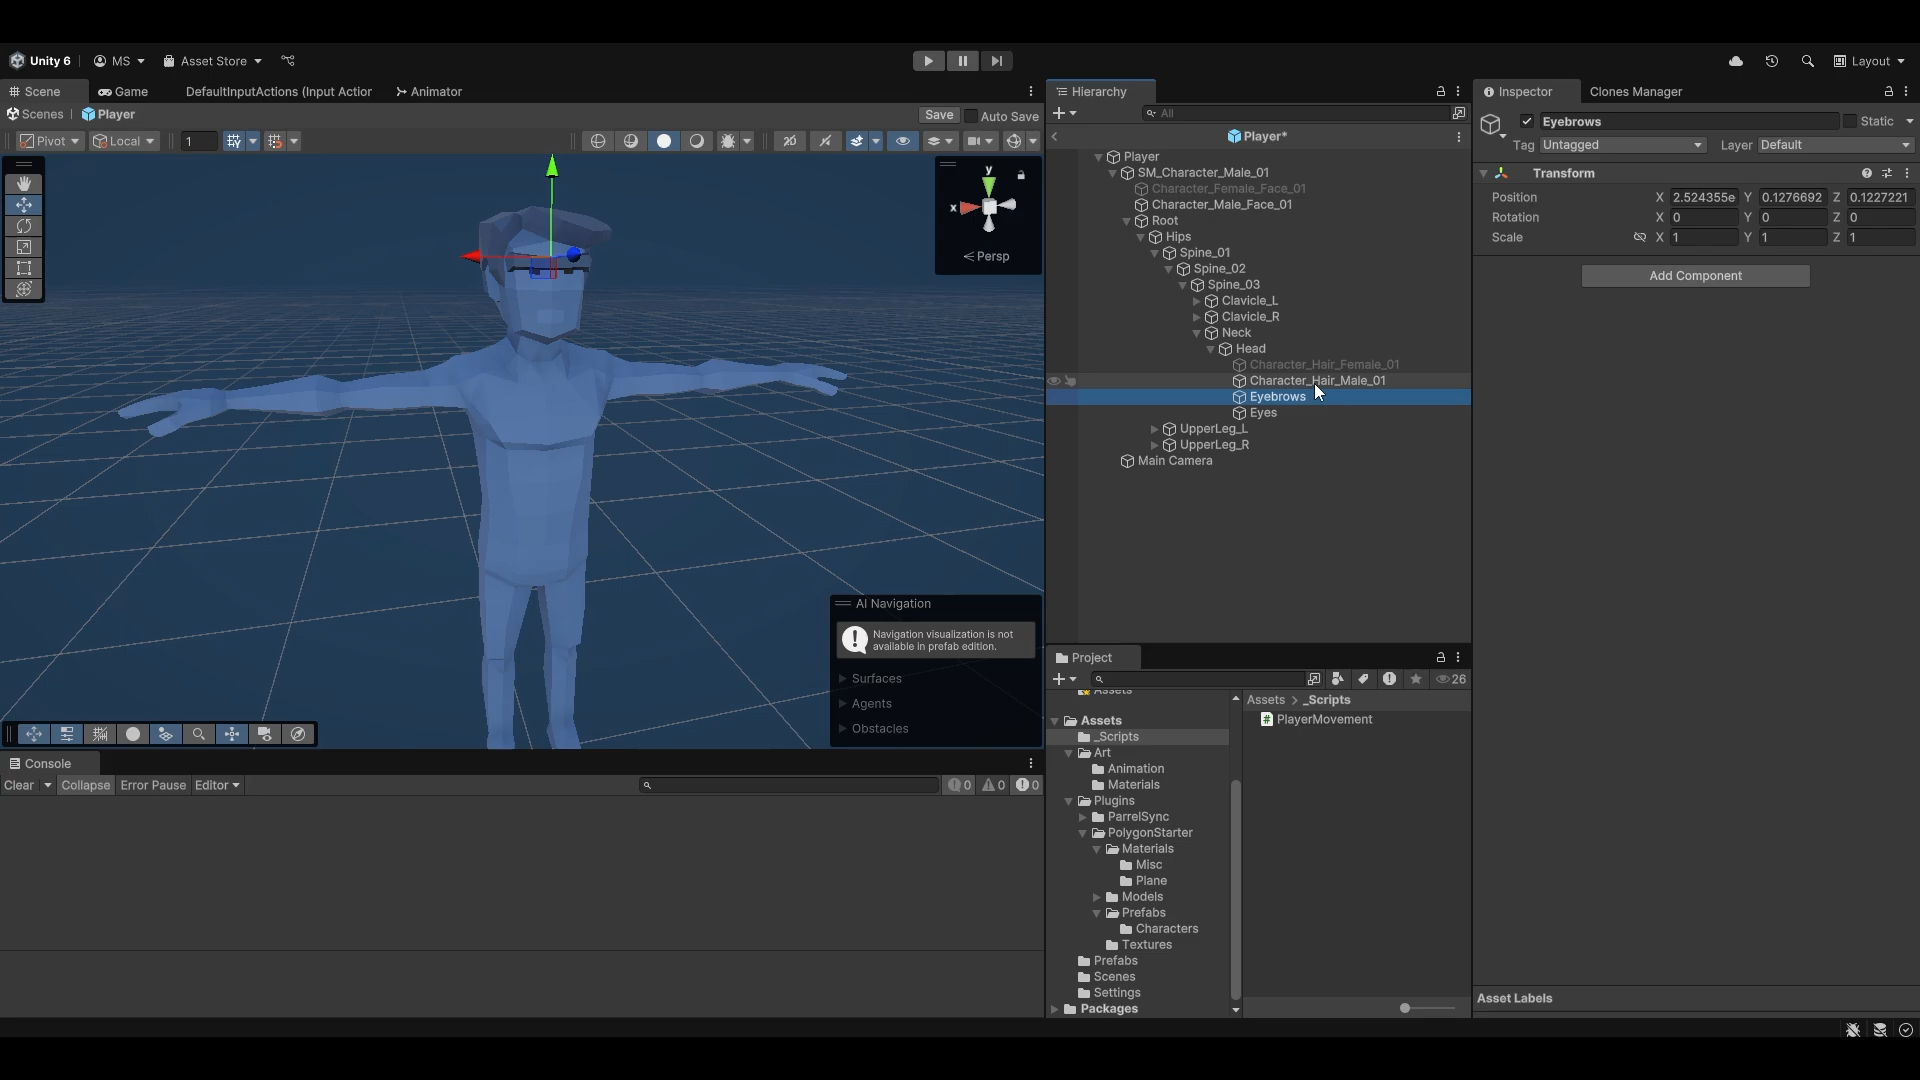 Unity 6
MS
Asset Store
Layout
Scene
Game
DefaultInputActions (Input Action
Animator
Scenes
Player
Save
Auto Save
Pivot
Local
1
2D
y
x
Persp
AI Navigation
Navigation visualization is not
available in prefab edition.
Surfaces
Agents
Obstacles
Console
Clear
Collapse
Error Pause
Editor
0
0
0
Hierarchy
All
Player*
Player
SM_Character_Male_01
Character_Female_Face_01
Character_Male_Face_01
Root
Hips
Spine_01
Spine_02
Spine_03
Clavicle_L
Clavicle_R
Neck
Head
Character_Hair_Female_01
Character_Hair_Male_01
Eyebrows
Eyes
UpperLeg_L
UpperLeg_R
Main Camera
Project
26
Assets
Assets
_Scripts
Art
Animation
Materials
Plugins
ParrelSync
PolygonStarter
Materials
Misc
Plane
Models
Prefabs
Characters
Textures
Prefabs
Scenes
Settings
Packages
Assets > _Scripts
PlayerMovement
Inspector
Clones Manager
Eyebrows
Static
Tag Untagged
Layer Default
Transform
Position X 2.524355e Y 0.1276692 Z 0.1227221
Rotation X 0 Y 0 Z 0
Scale X 1 Y 1 Z 1
Add Component
Asset Labels